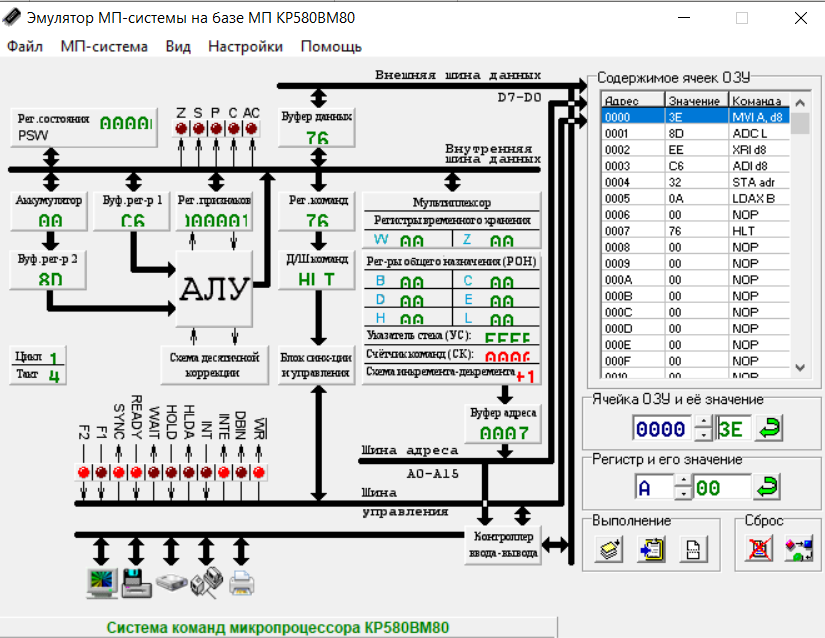 Эмулятор МП-системы на базе МП КР580ВМ80
Файл МП-система Вид Настройки Помощь
Внешняя шина данных
D7-D0
Рег.состояния
PSW
Z S P C AC
Буфер данных
76
Внутренняя
шина данных
Аккумулятор
00
Буф.рег-р 1
C6
Рег.признаков
Рег.команд
76
Мультиплексор
Регистры временного хранения
W 00 Z 00
Буф.рег-р 2
8D
АЛУ
Д/Ш команд
HLT
Рег-ры общего назначения (РОН)
B 00 C 00
D 00 E 00
H 00 L 00
Указатель стека (УС): FFFF
Счётчик команд (СК):
Схема инкремента-декремента +1
Цикл 1
Такт 4
Схема десятичной
коррекции
Блок синх-ции
и управления
Буфер адреса
0007
F2 F1 SYNC READY WAIT HOLD HLDA INT INTE DBIN WR
Шина адреса
A0-A15
Шина
управления
Контроллер
ввода-вывода
Система команд микропроцессора КР580ВМ80
Содержимое ячеек ОЗУ
Адрес Значение Команда
0000 3E MVI A, d8
0001 8D ADC L
0002 EE XRI d8
0003 C6 ADI d8
0004 32 STA adr
0005 0A LDAX B
0006 00 NOP
0007 76 HLT
0008 00 NOP
0009 00 NOP
000A 00 NOP
000B 00 NOP
000C 00 NOP
000D 00 NOP
000E 00 NOP
000F 00 NOP
0010 00 NOP
Ячейка ОЗУ и её значение
0000 3E
Регистр и его значение
A 00
Выполнение
Сброс